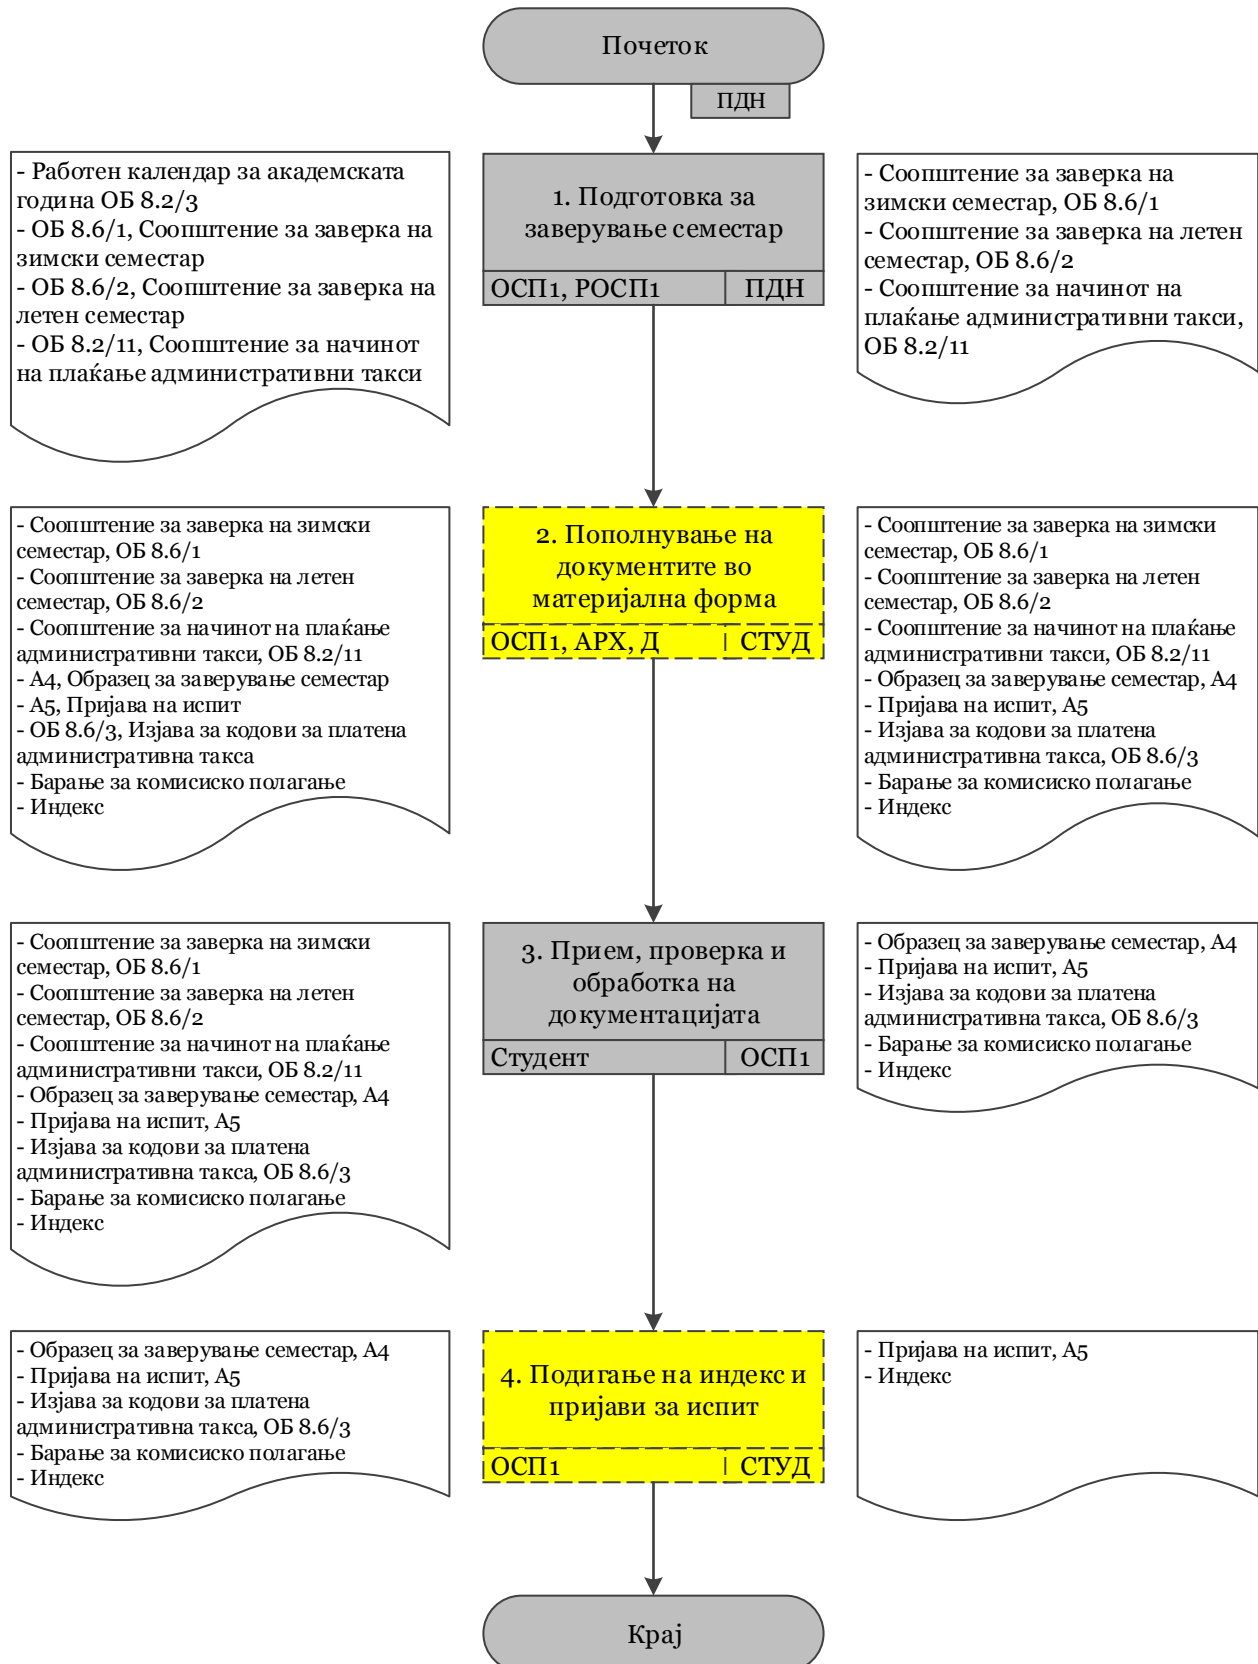 Почеток
ПДН
- Работен календар за академската
година ОБ 8.2/3
- ОБ 8.6/1, Соопштение за заверка на
зимски семестар
- ОБ 8.6/2, Соопштение за заверка на
летен семестар
- ОБ 8.2/11, Соопштение за начинот
на плаќање административни такси
1. Подготовка за
заверување семестар
ОСП1, РОСП1
ПДН
- Соопштение за заверка на
зимски семестар, ОБ 8.6/1
- Соопштение за заверка на летен
семестар, ОБ 8.6/2
- Соопштение за начинот на
плаќање административни такси,
ОБ 8.2/11
- Соопштение за заверка на зимски
семестар, ОБ 8.6/1
- Соопштение за заверка на летен
семестар, ОБ 8.6/2
- Соопштение за начинот на плаќање
административни такси, ОБ 8.2/11
- А4, Образец за заверување семестар
- А5, Пријава на испит
- ОБ 8.6/3, Изјава за кодови за платена
административна такса
- Барање за комисиско полагање
- Индекс
2. Пополнување на
документите во
материјална форма
ОСП1, АРХ, Д
СТУД
- Соопштение за заверка на зимски
семестар, ОБ 8.6/1
- Соопштение за заверка на летен
семестар, ОБ 8.6/2
- Соопштение за начинот на плаќање
административни такси, ОБ 8.2/11
- Образец за заверување семестар, А4
- Пријава на испит, А5
- Изјава за кодови за платена
административна такса, ОБ 8.6/3
- Барање за комисиско полагање
- Индекс
- Соопштение за заверка на зимски
семестар, ОБ 8.6/1
- Соопштение за заверка на летен
семестар, ОБ 8.6/2
- Соопштение за начинот на плаќање
административни такси, ОБ 8.2/11
- Образец за заверување семестар, А4
- Пријава на испит, А5
- Изјава за кодови за платена
административна такса, ОБ 8.6/3
- Барање за комисиско полагање
- Индекс
3. Прием, проверка и
обработка на
документацијата
Студент
ОСП1
- Образец за заверување семестар, А4
- Пријава на испит, А5
- Изјава за кодови за платена
административна такса, ОБ 8.6/3
- Барање за комисиско полагање
- Индекс
- Образец за заверување семестар, А4
- Пријава на испит, А5
- Изјава за кодови за платена
административна такса, ОБ 8.6/3
- Барање за комисиско полагање
- Индекс
4. Подигање на индекс и
пријави за испит
ОСП1
СТУД
- Пријава на испит, А5
- Индекс
Крај